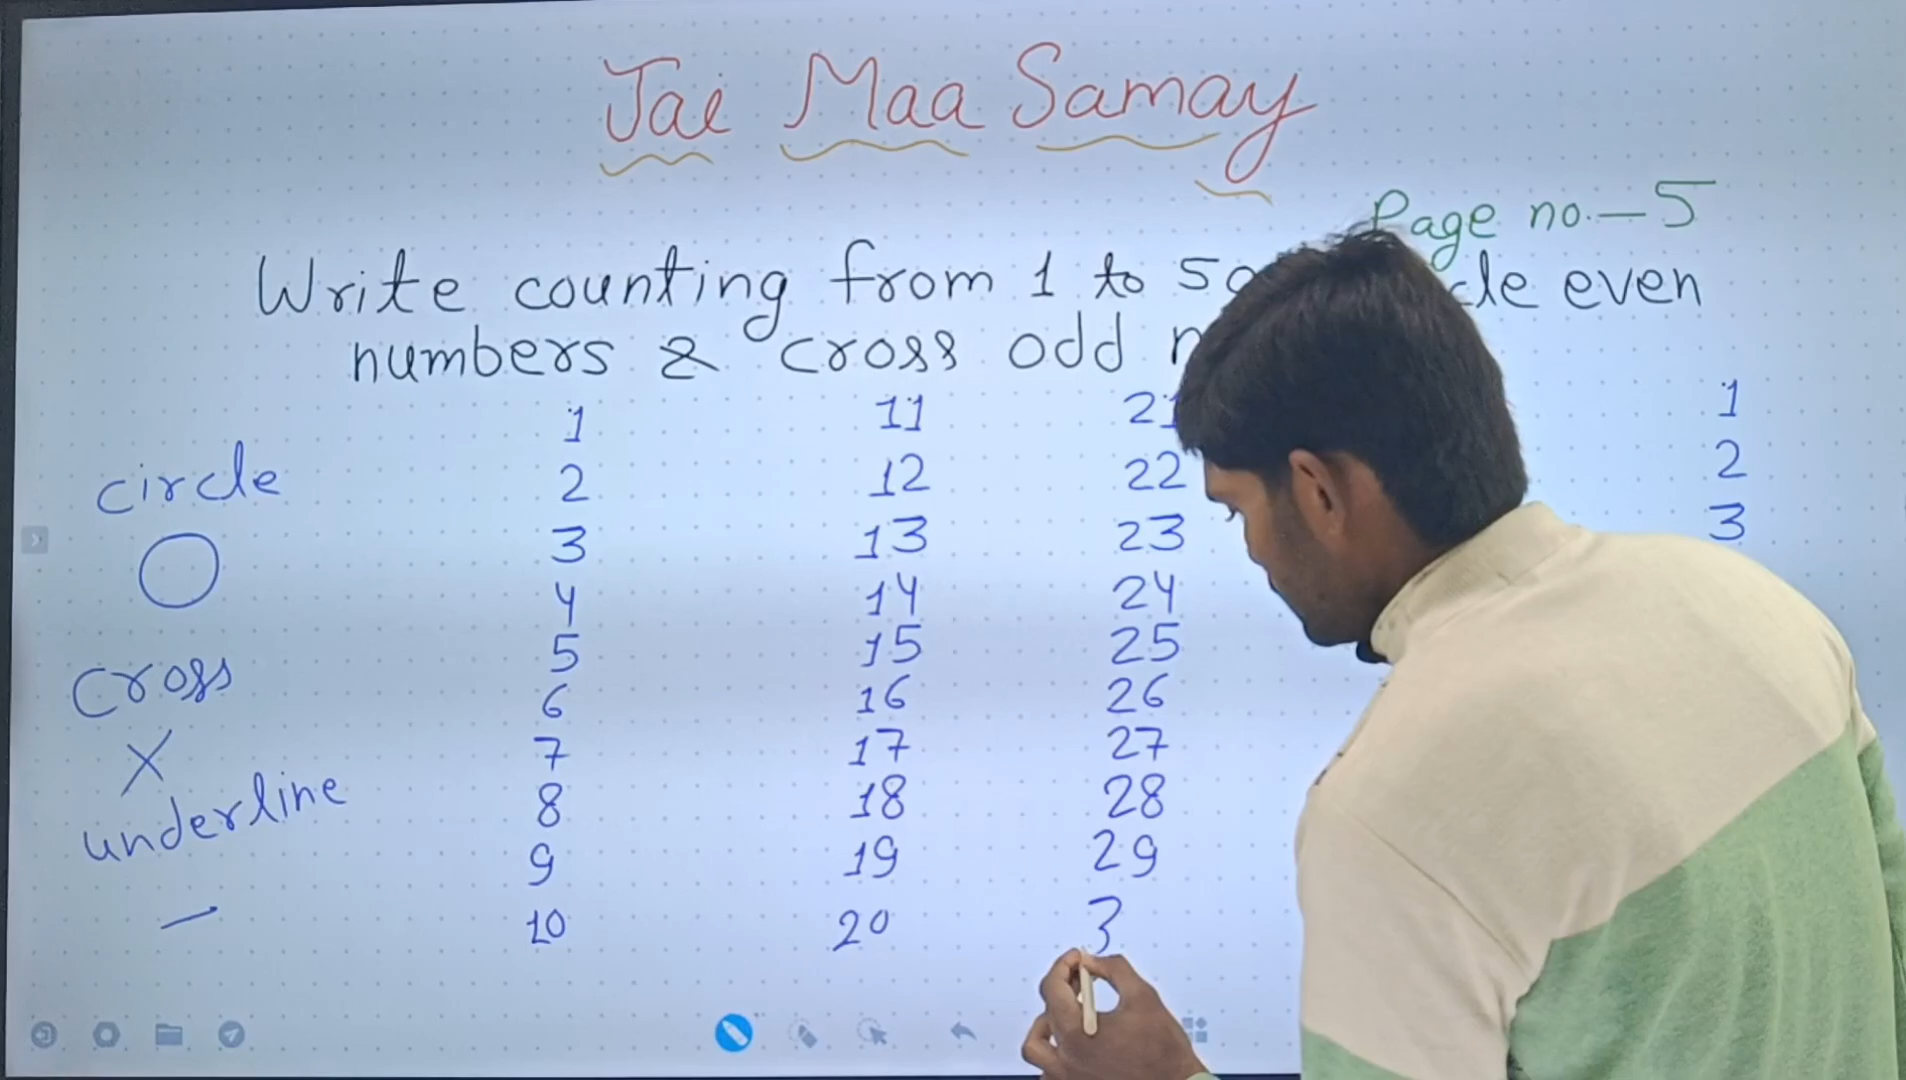 Jai Maa Samay
Page no.-5
Write counting from 1 to 50 cle even
numbers & cross odd
1 11 21 1
circle 2 12 22 2
3 13 23 3
4 14 24
5 15 25
cross 6 16 26
7 17 27
underline 8 18 28
9 19 29
10 20 3